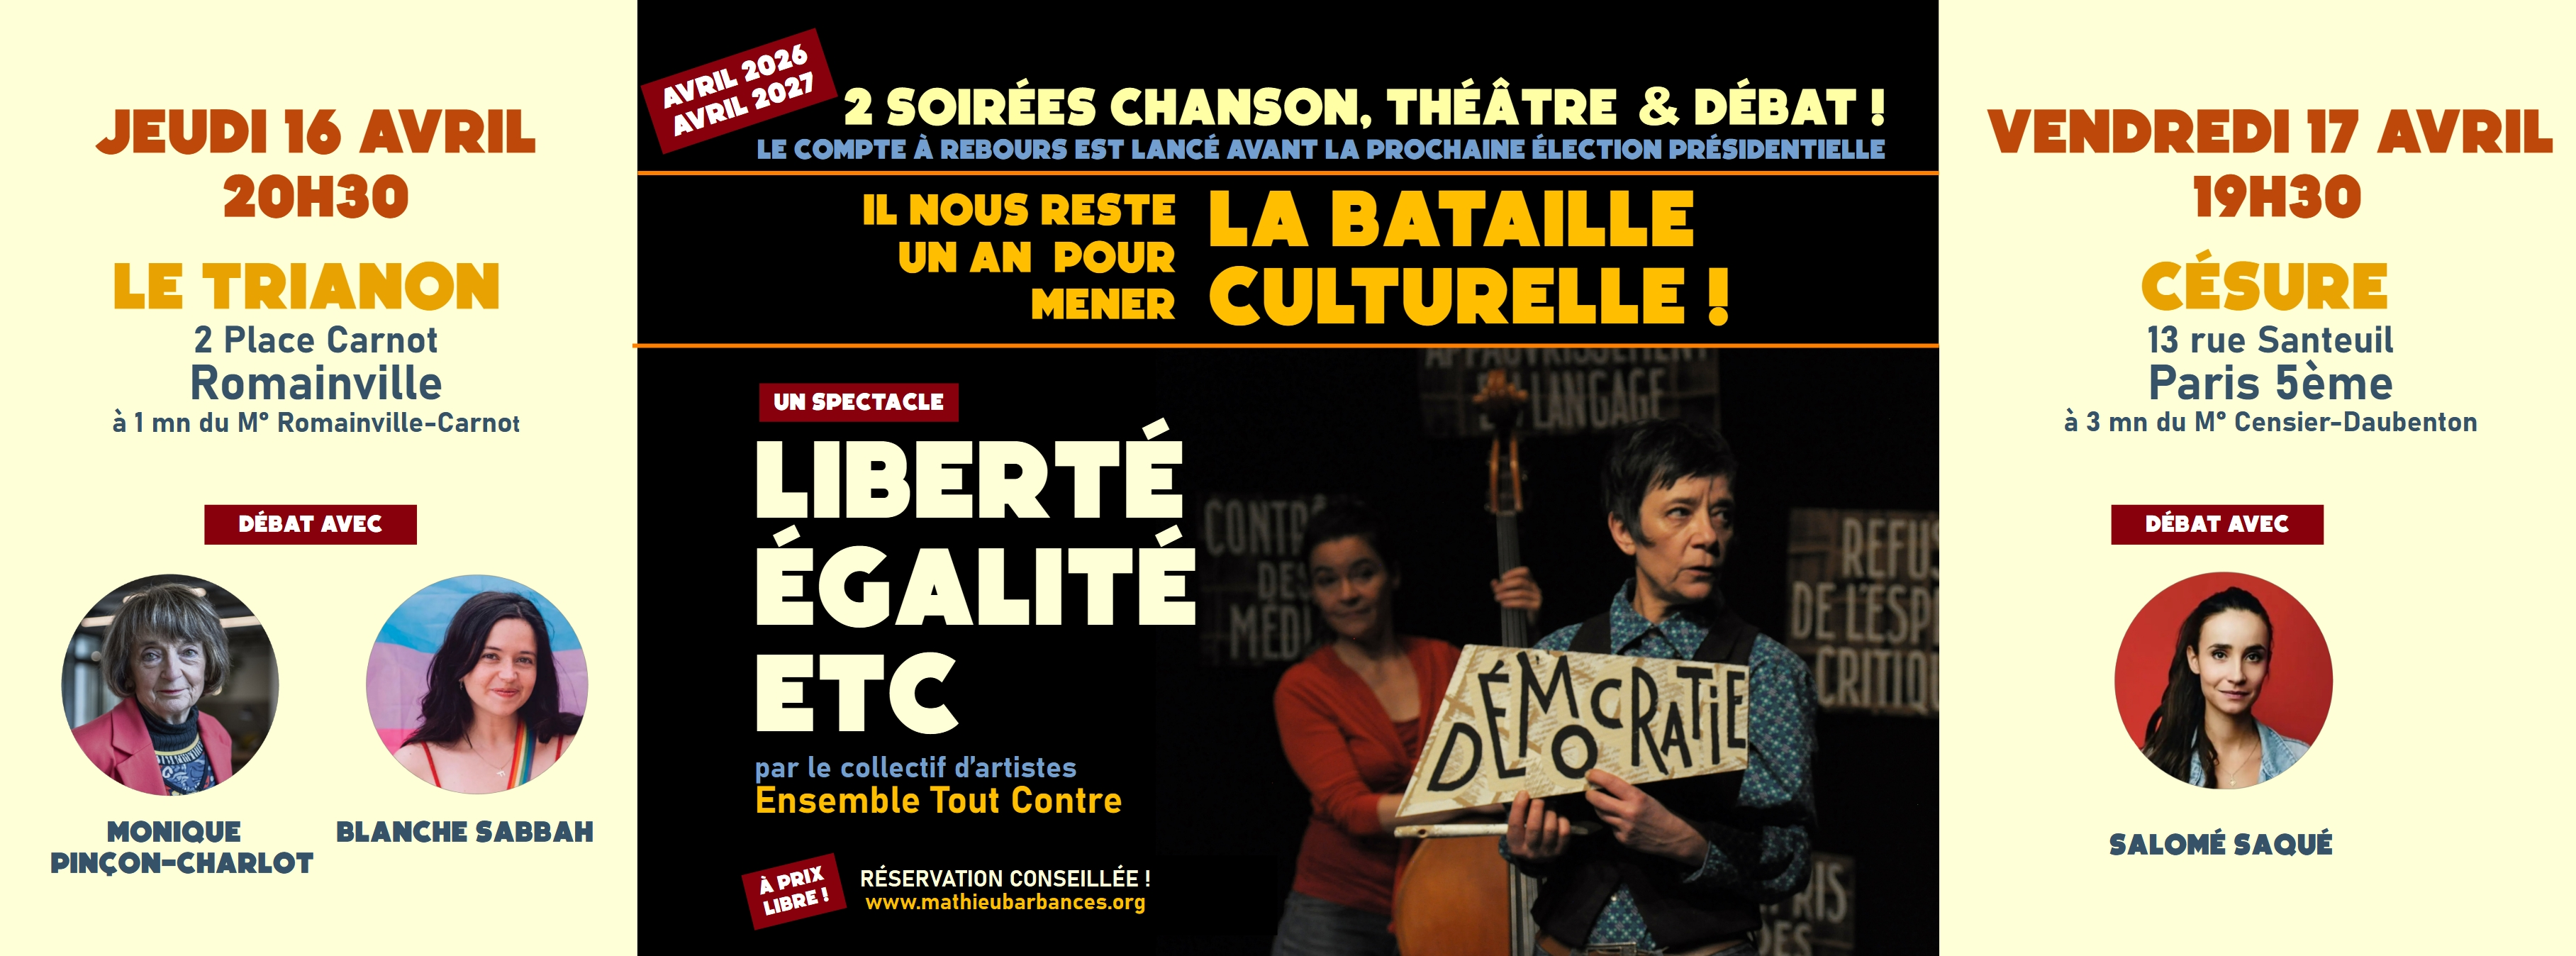 JEUDI 16 AVRIL
20H30
LE TRIANON
2 Place Carnot
Romainville
à 1 mn du M° Romainville-Carnot
DÉBAT AVEC
MONIQUE
PINÇON-CHARLOT
BLANCHE SABBAH
AVRIL 2026
AVRIL 2027
2 SOIRÉES CHANSON, THÉÂTRE & DÉBAT !
LE COMPTE À REBOURS EST LANCÉ AVANT LA PROCHAINE ÉLECTION PRÉSIDENTIELLE
IL NOUS RESTE
UN AN POUR
MENER
LA BATAILLE
CULTURELLE !
UN SPECTACLE
LIBERTÉ
ÉGALITÉ
ETC
par le collectif d'artistes
Ensemble Tout Contre
À PRIX
LIBRE !
RÉSERVATION CONSEILLÉE !
www.mathieubarbances.org
APPAUVRISSEMENT
LANGAGE
DÉMOCRATIE
REFUS
DE L'ESP
CRITIQU
VENDREDI 17 AVRIL
19H30
CÉSURE
13 rue Santeuil
Paris 5ème
à 3 mn du M° Censier-Daubenton
DÉBAT AVEC
SALOMÉ SAQUÉ